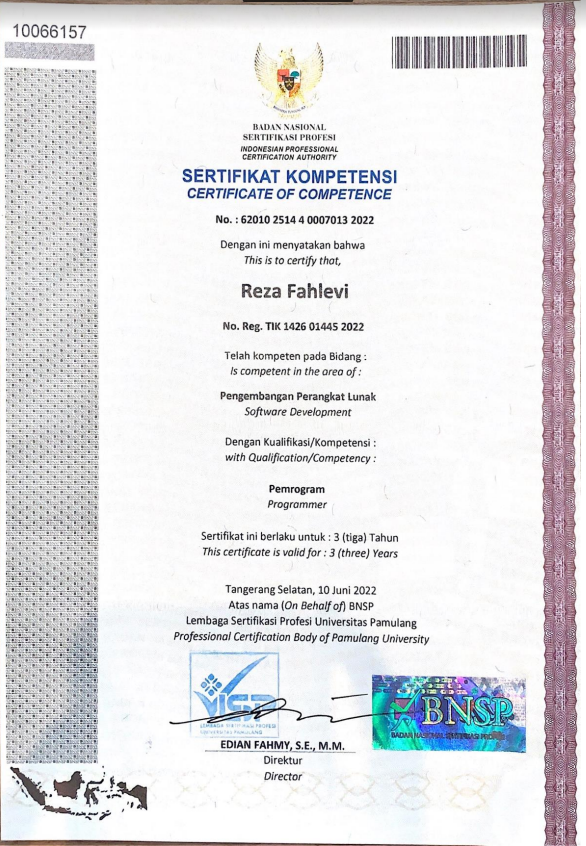 10066157
BADAN NASIONAL
SERTIFIKASI PROFESI
INDONESIAN PROFESSIONAL
CERTIFICATION AUTHORITY
SERTIFIKAT KOMPETENSI
CERTIFICATE OF COMPETENCE
No. : 62010 2514 4 0007013 2022
Dengan ini menyatakan bahwa
This is to certify that,
Reza Fahlevi
No. Reg. TIK 1426 01445 2022
Telah kompeten pada Bidang :
Is competent in the area of :
Pengembangan Perangkat Lunak
Software Development
Dengan Kualifikasi/Kompetensi :
with Qualification/Competency :
Pemrogram
Programmer
Sertifikat ini berlaku untuk : 3 (tiga) Tahun
This certificate is valid for : 3 (three) Years
Tangerang Selatan, 10 Juni 2022
Atas nama (On Behalf of) BNSP
Lembaga Sertifikasi Profesi Universitas Pamulang
Professional Certification Body of Pamulang University
LEMBAGA SERTIFIKASI PROFESI
UNIVERSITAS PAMULANG
BNSP
BADAN NASIONAL SERTIFIKASI PROFESI
EDIAN FAHMY, S.E., M.M.
Direktur
Director